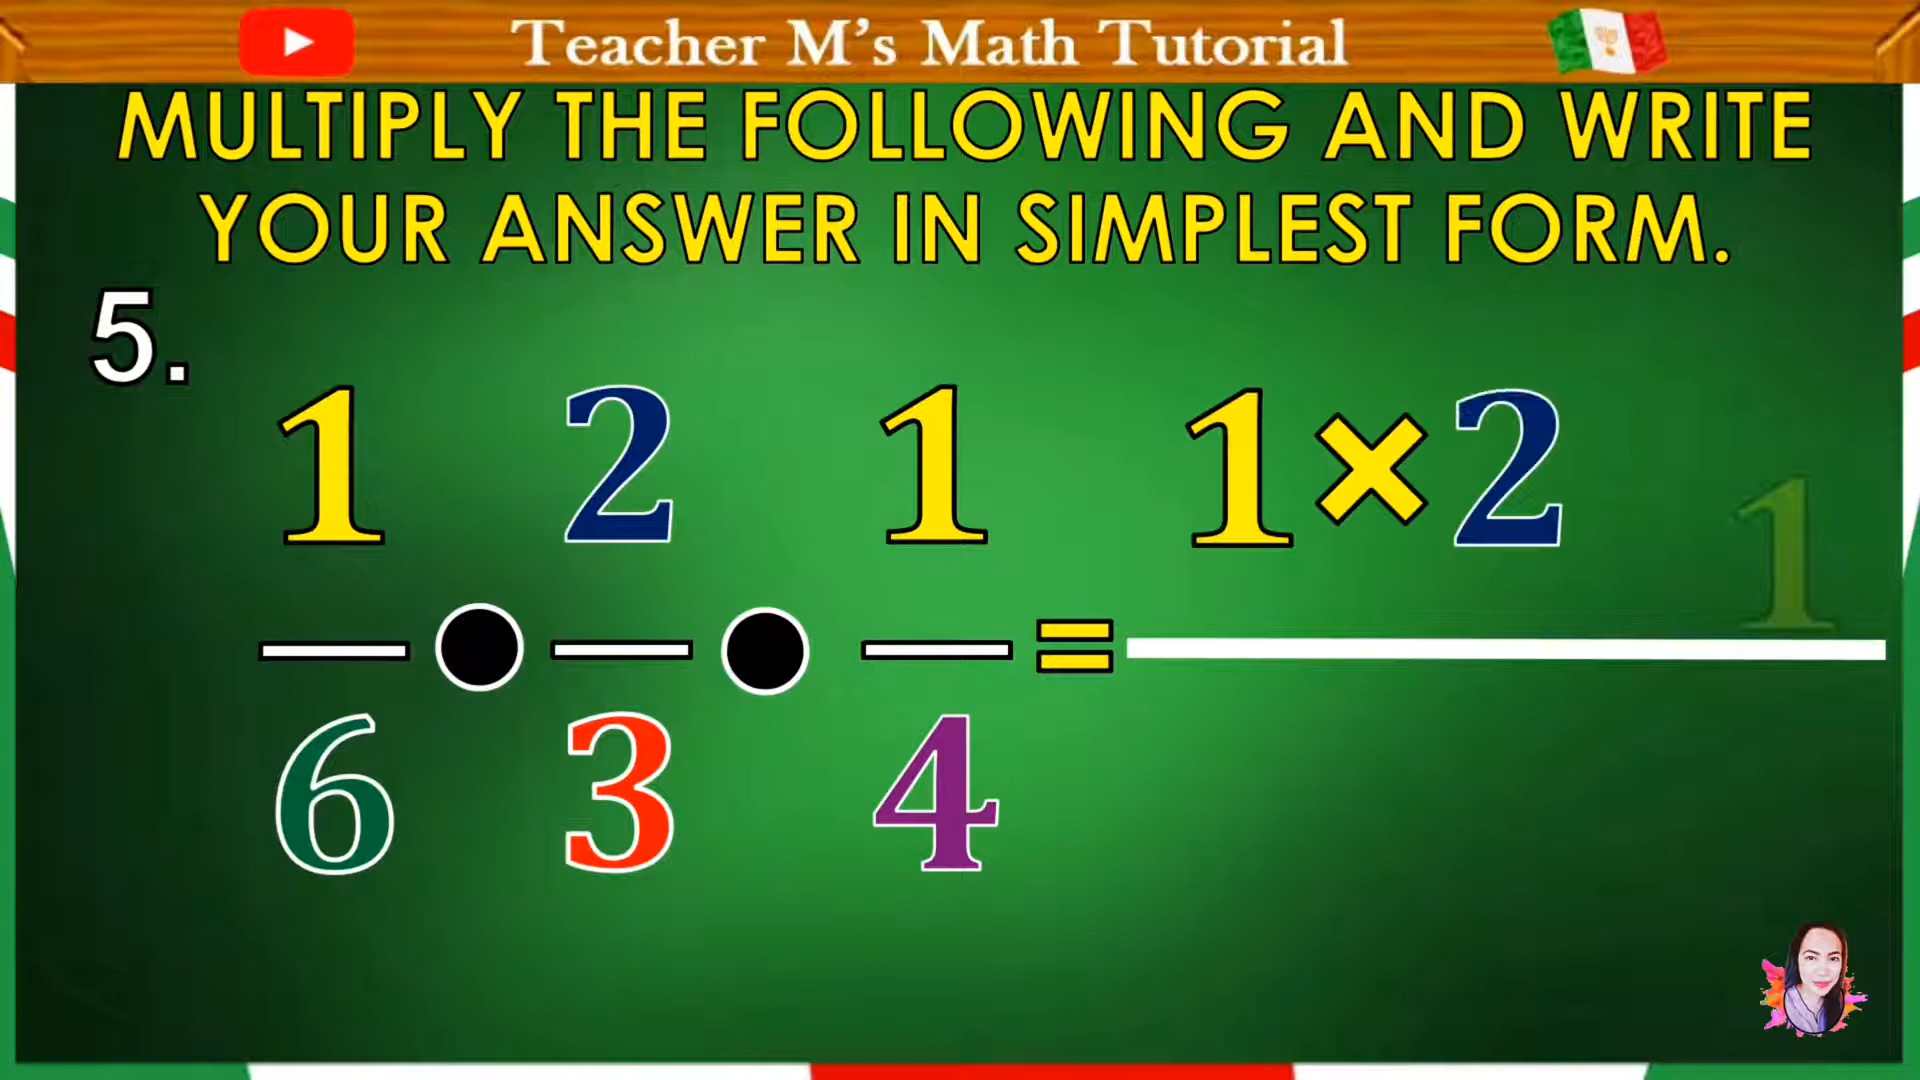 Teacher M's Math Tutorial
MULTIPLY THE FOLLOWING AND WRITE
YOUR ANSWER IN SIMPLEST FORM.
5.
1 2 1 1×2 1
● ● =
6 3 4